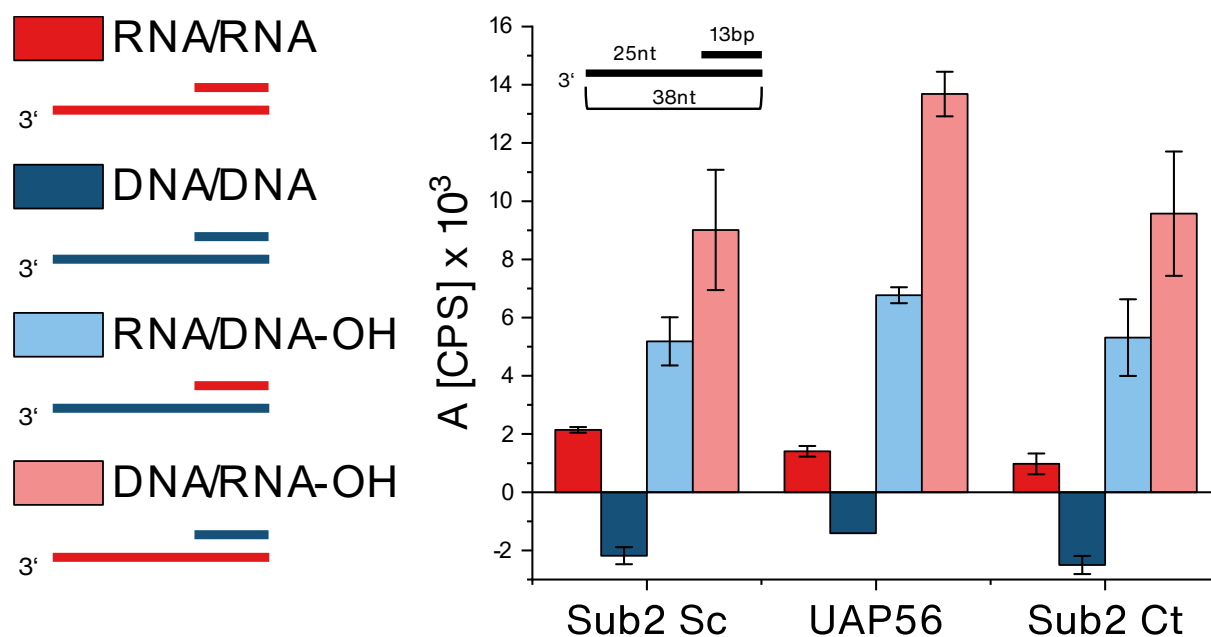 RNA/RNA
3‘
DNA/DNA
3‘
RNA/DNA-OH
3‘
DNA/RNA-OH
3‘
A [CPS] x 10³
16
14
12
10
8
6
4
2
0
-2
13bp
25nt
3‘
38nt
Sub2 Sc UAP56 Sub2 Ct